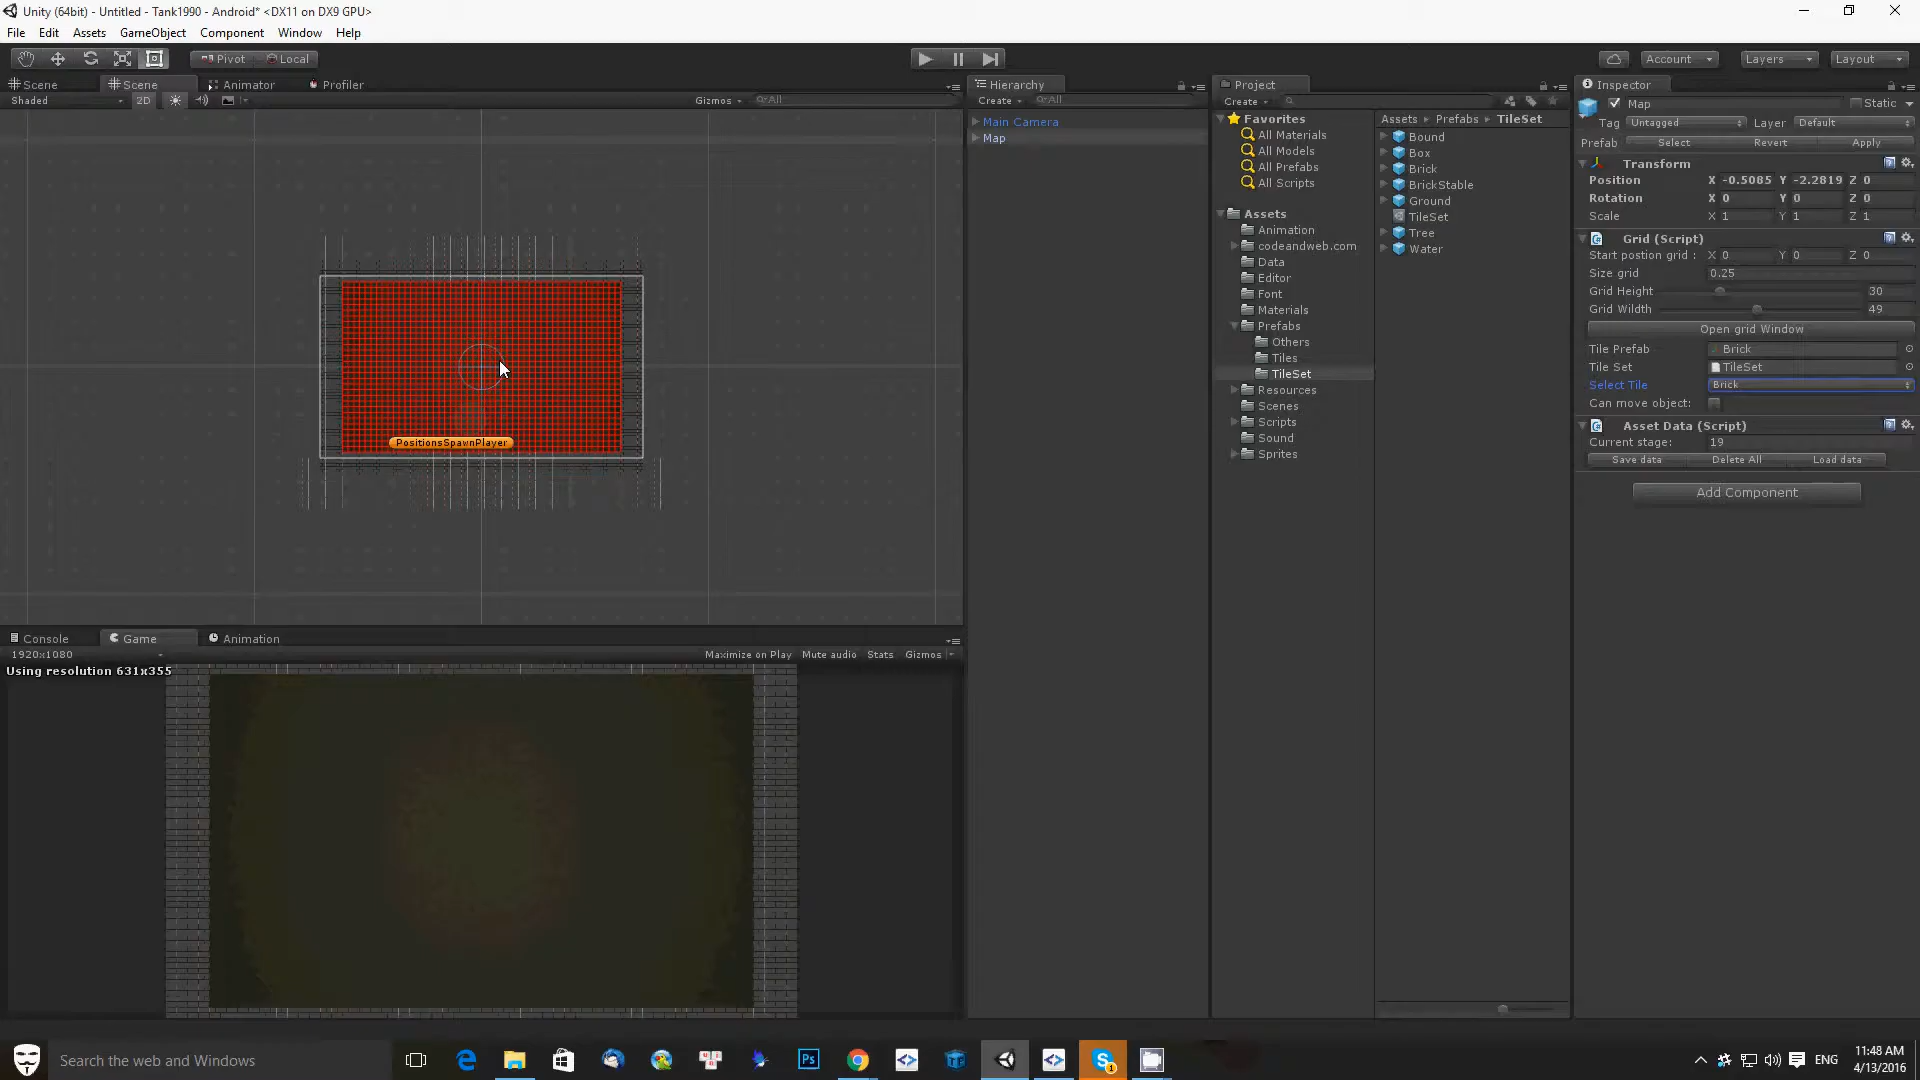 Unity (64bit) - Untitled - Tank1990 - Android* <DX11 on DX9 GPU>
File Edit Assets GameObject Component Window Help
Pivot Local Account Layers Layout
Scene Scene Animator Profiler
Shaded 2D Gizmos All
PositionsSpawnPlayer
Console Game Animation
1920x1080 Maximize on Play Mute audio Stats Gizmos
Using resolution 631x355
Hierarchy
Create All
Main Camera
Map
Project
Create
Favorites
All Materials
All Models
All Prefabs
All Scripts
Assets
Animation
codeandweb.com
Data
Editor
Font
Materials
Prefabs
Others
Tiles
TileSet
Resources
Scenes
Scripts
Sound
Sprites
Assets Prefabs TileSet
Bound
Box
Brick
BrickStable
Ground
TileSet
Tree
Water
Inspector
Map Static
Tag Untagged Layer Default
Prefab Select Revert Apply
Transform
Position X -0.5085 Y -2.2819 Z 0
Rotation X 0 Y 0 Z 0
Scale X 1 Y 1 Z 1
Grid (Script)
Start postion grid : X 0 Y 0 Z 0
Size grid 0.25
Grid Height 30
Grid Wildth 49
Open grid Window
Tile Prefab Brick
Tile Set TileSet
Select Tile Brick
Can move object:
Asset Data (Script)
Current stage: 19
Save data Delete All Load data
Add Component
Search the web and Windows
Ps
ENG
11:48 AM
4/13/2016